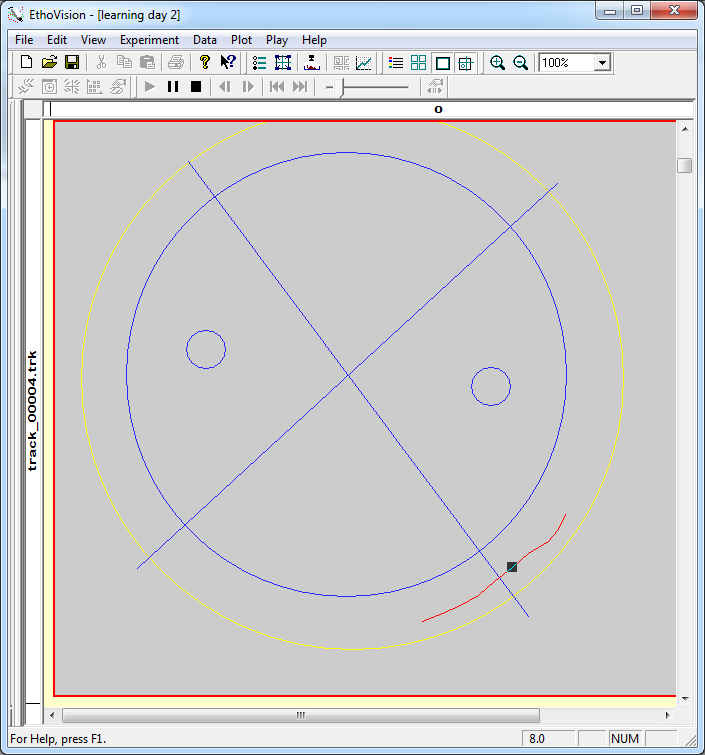 EthoVision - [learning day 2]
File Edit View Experiment Data Plot Play Help
100%
O
track_00004.trk
For Help, press F1.
8.0
NUM